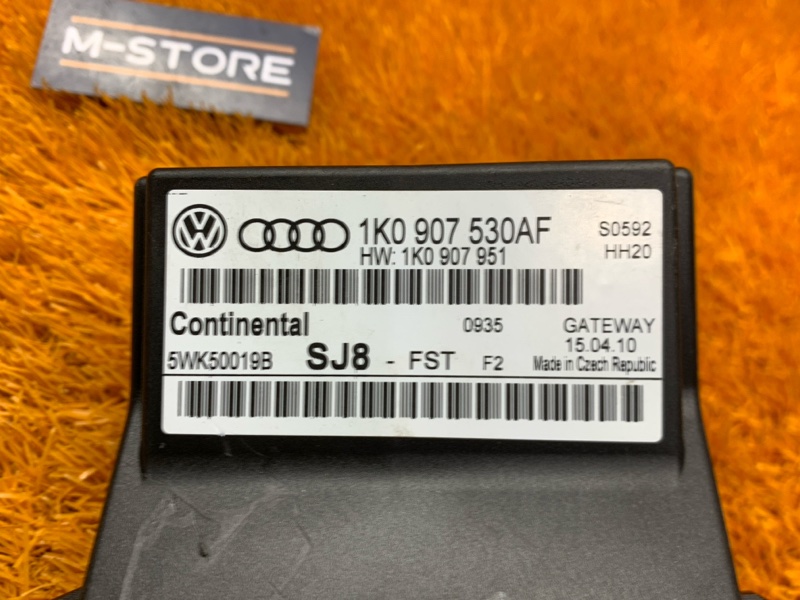 M-STORE
1K0 907 530AF S0592
HW: 1K0 907 951 HH20
Continental 0935 GATEWAY
15.04.10
5WK50019B SJ8 - FST F2 Made in Czech Republic